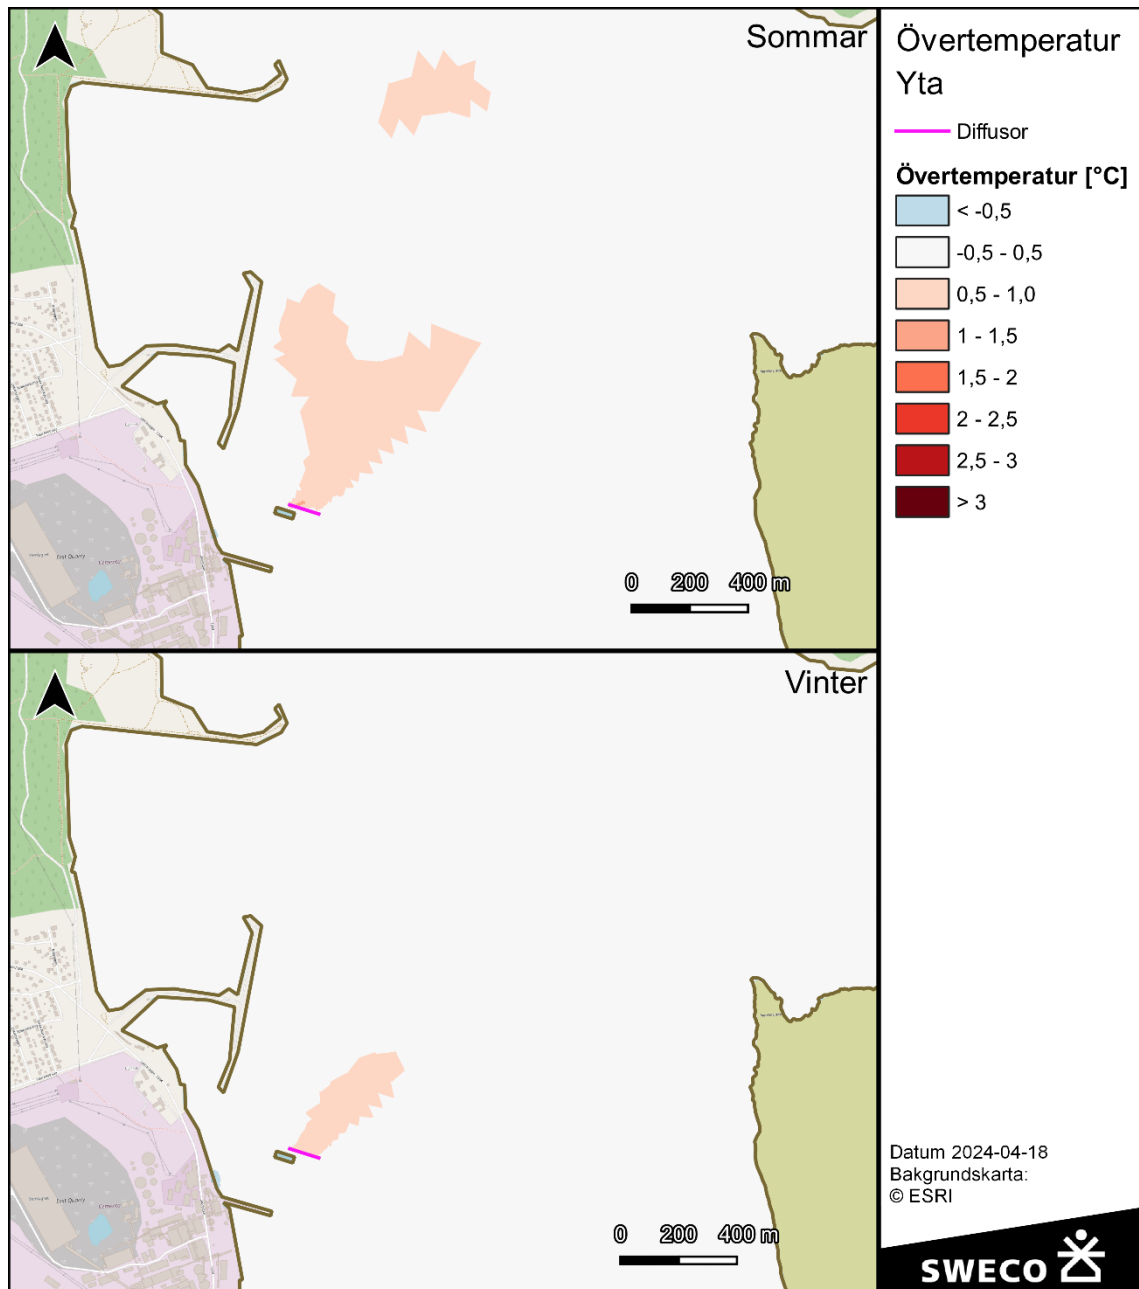 Sommar
0 200 400 m
Vinter
0 200 400 m
Övertemperatur
Yta
Diffusor
Övertemperatur [°C]
< -0,5
-0,5 - 0,5
0,5 - 1,0
1 - 1,5
1,5 - 2
2 - 2,5
2,5 - 3
> 3
Datum 2024-04-18
Bakgrundskarta:
© ESRI
SWECO